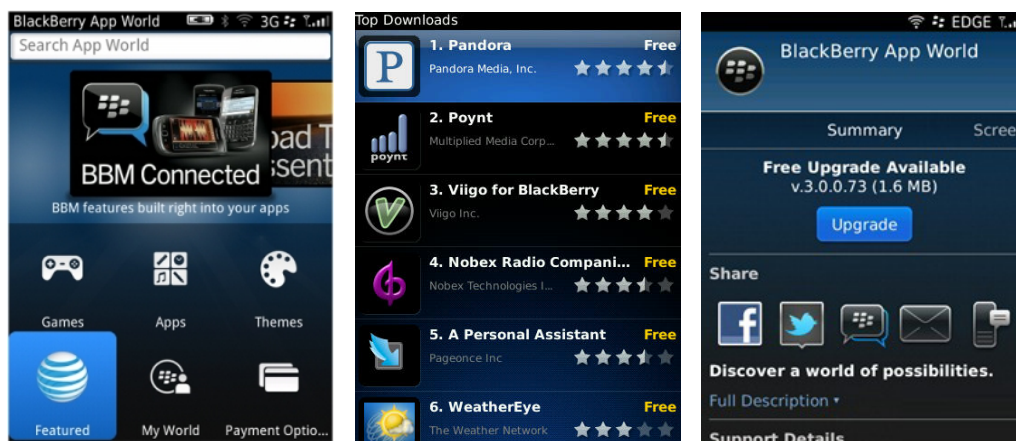 BlackBerry App World 3G
Search App World
BBM Connected
oad T
ssent
BBM features built right into your apps
Games Apps Themes
Featured My World Payment Optio...
Top Downloads
P
1. Pandora Free
Pandora Media, Inc.
poynt
2. Poynt Free
Multiplied Media Corp...
V
3. Viigo for BlackBerry Free
Viigo Inc.
4. Nobex Radio Compani... Free
Nobex Technologies I...
5. A Personal Assistant Free
Pageonce Inc
6. WeatherEye Free
The Weather Network
EDGE
BlackBerry App World
Summary Scree
Free Upgrade Available
v.3.0.0.73 (1.6 MB)
Upgrade
Share
f
Discover a world of possibilities.
Full Description
Support Details